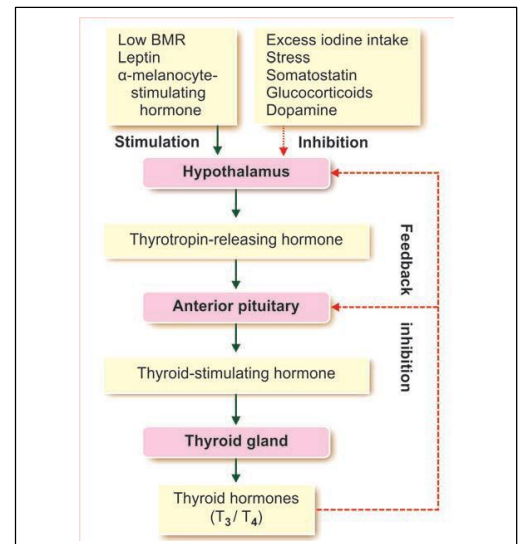 Low BMR
Leptin
α-melanocyte-
stimulating
hormone
Excess iodine intake
Stress
Somatostatin
Glucocorticoids
Dopamine
Stimulation
Inhibition
Hypothalamus
Thyrotropin-releasing hormone
Anterior pituitary
Thyroid-stimulating hormone
Thyroid gland
Thyroid hormones
(T₃ / T₄)
Feedback
inhibition